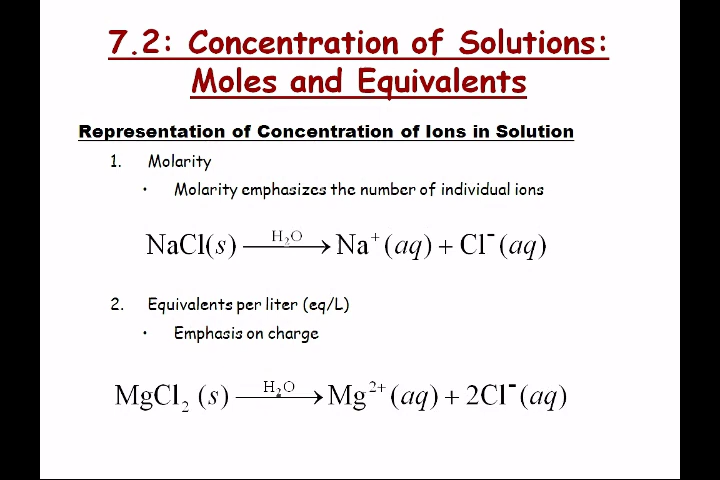 7.2: Concentration of Solutions:
Moles and Equivalents
Representation of Concentration of Ions in Solution
1. Molarity
• Molarity emphasizes the number of individual ions
NaCl(s) —H₂O→ Na⁺(aq) + Cl⁻(aq)
2. Equivalents per liter (eq/L)
• Emphasis on charge
MgCl₂ (s) —H₂O→ Mg²⁺(aq) + 2Cl⁻(aq)